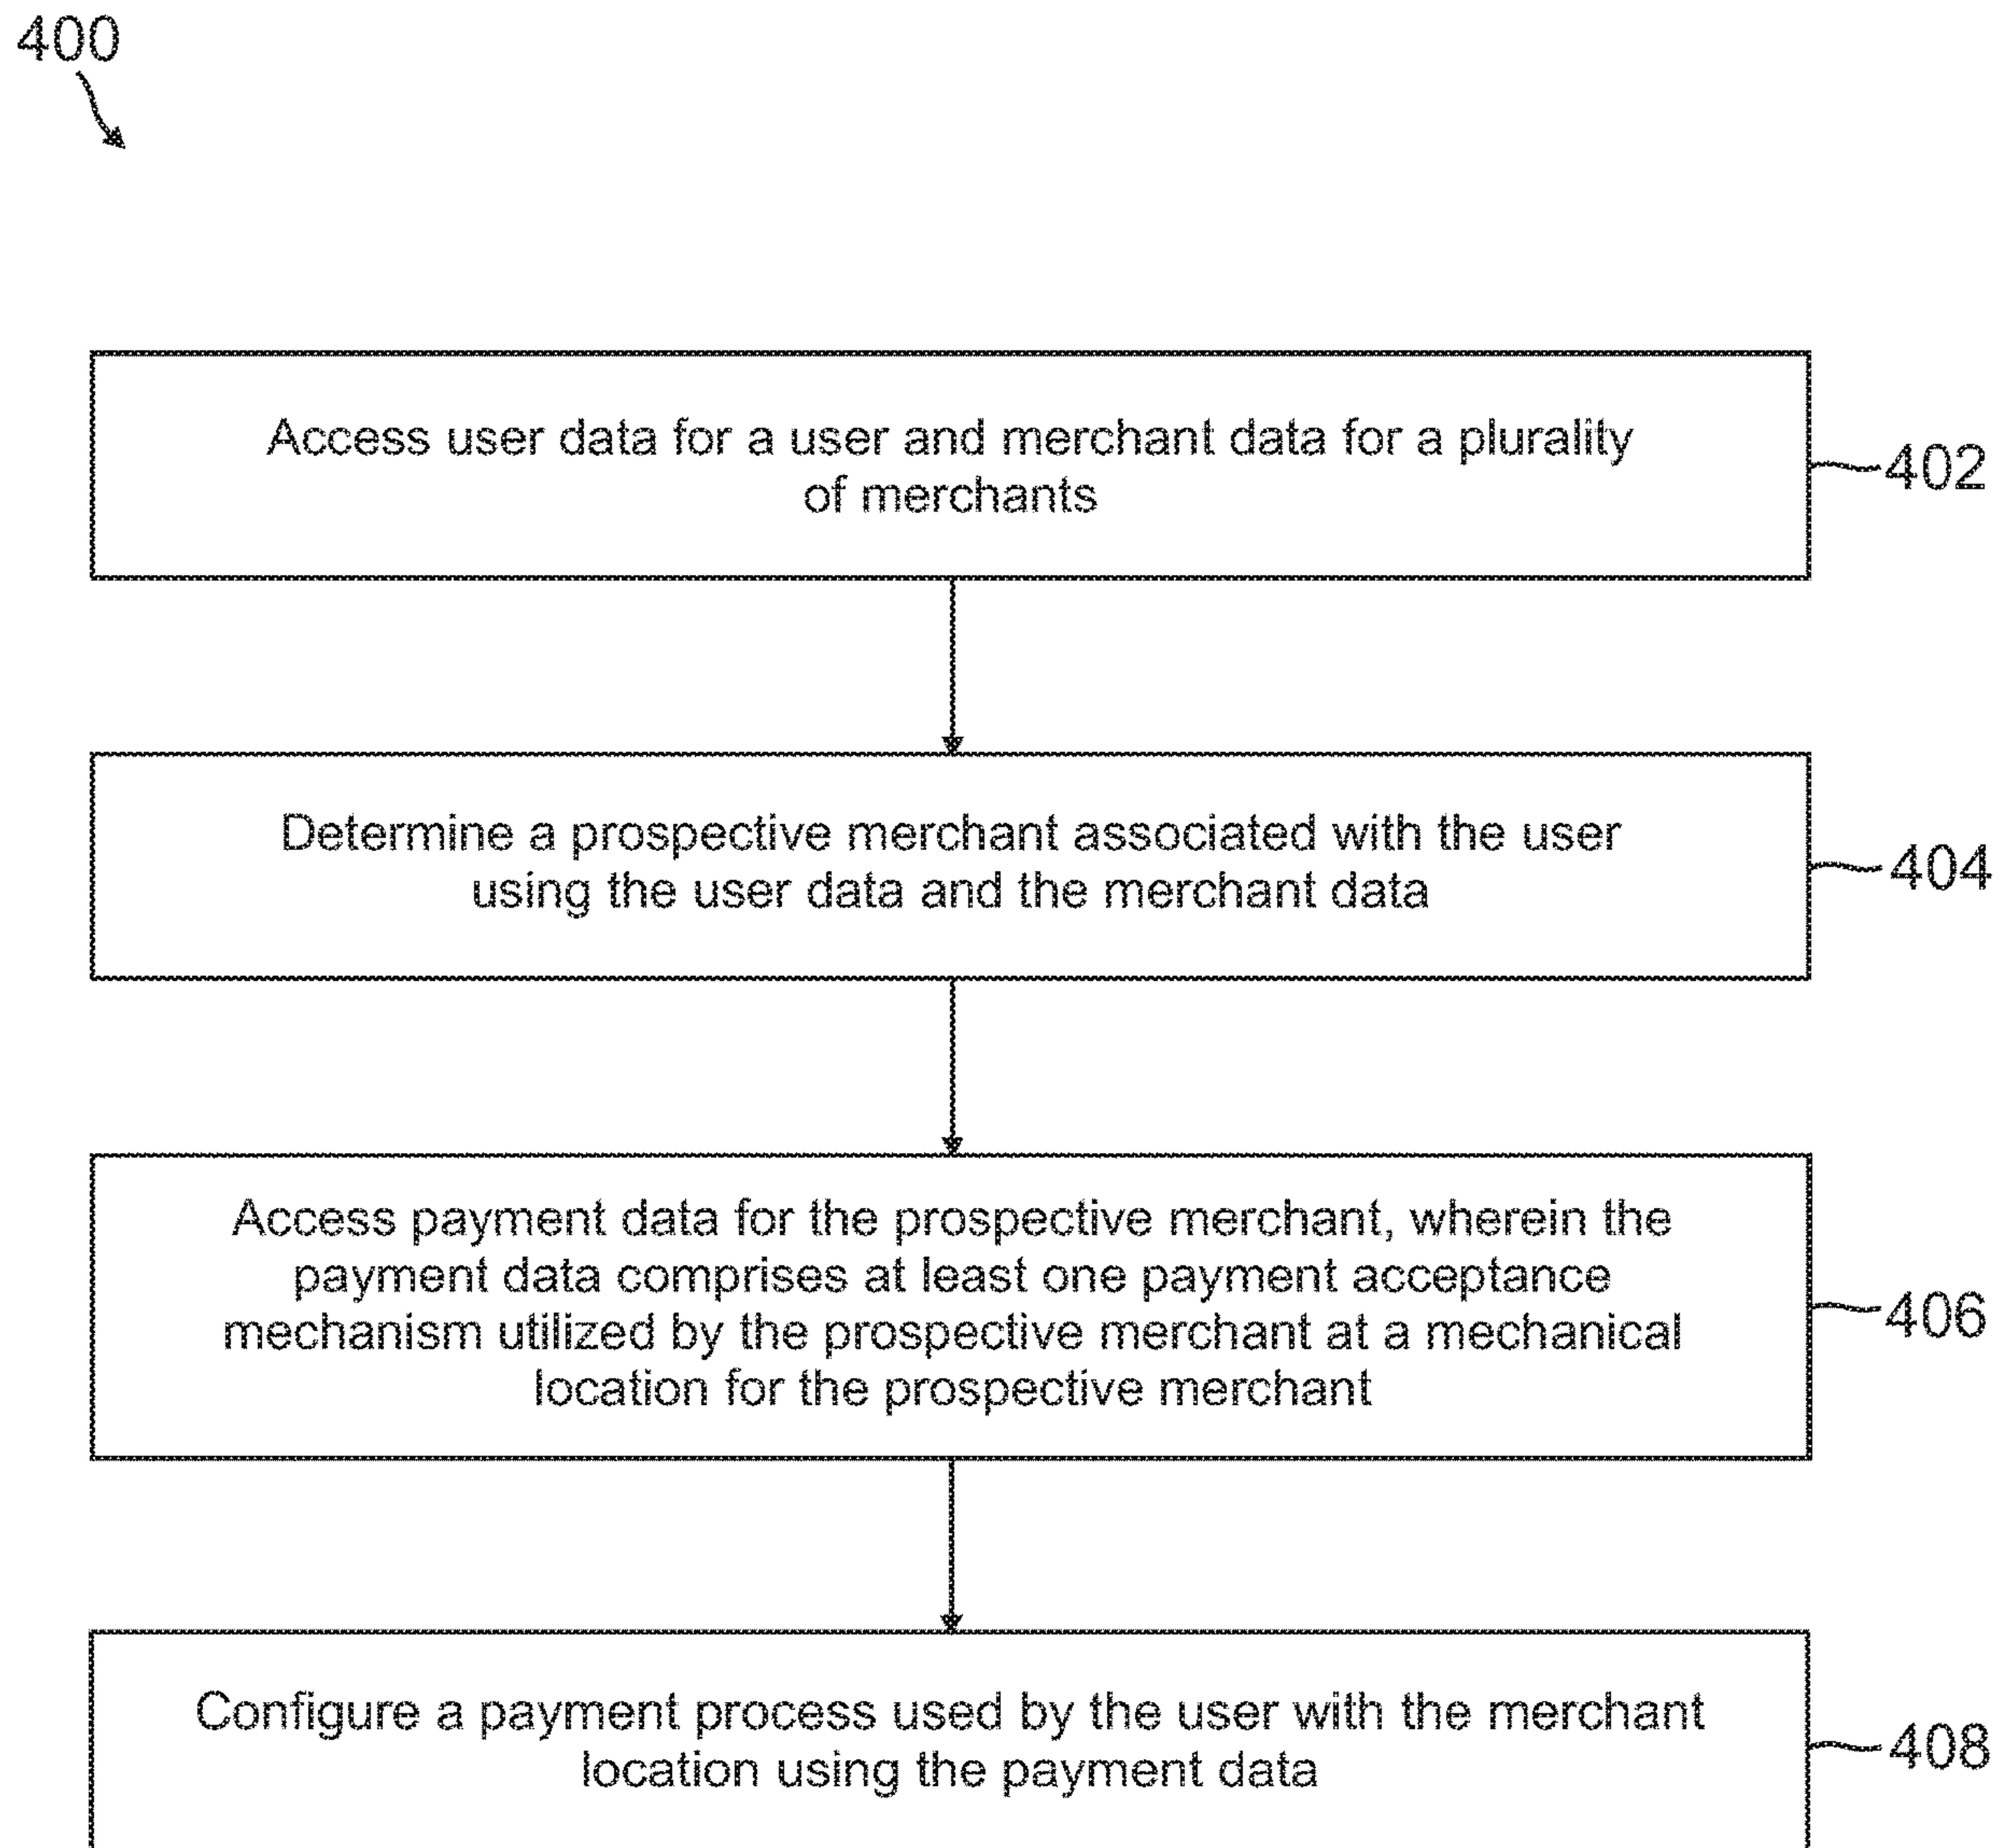 400
Access user data for a user and merchant data for a plurality
of merchants
402
Determine a prospective merchant associated with the user
using the user data and the merchant data
404
Access payment data for the prospective merchant, wherein the
payment data comprises at least one payment acceptance
mechanism utilized by the prospective merchant at a mechanical
location for the prospective merchant
406
Configure a payment process used by the user with the merchant
location using the payment data
408